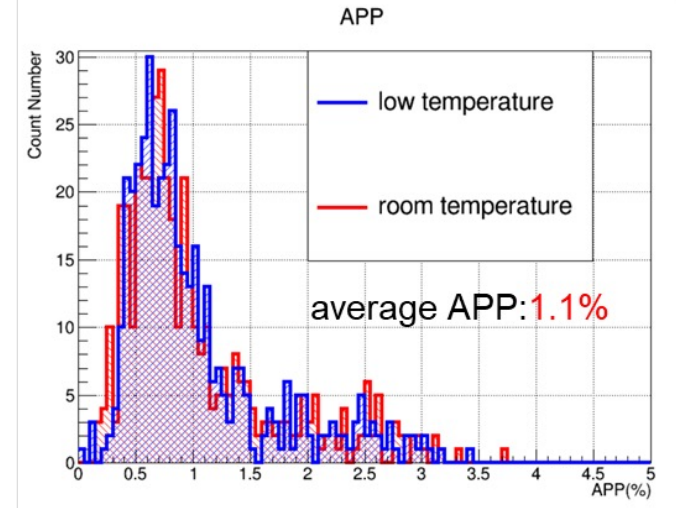 APP
Count Number
30
25
20
15
10
5
0
low temperature
room temperature
average APP:1.1%
0 0.5 1 1.5 2 2.5 3 3.5 4 4.5 5
APP(%)